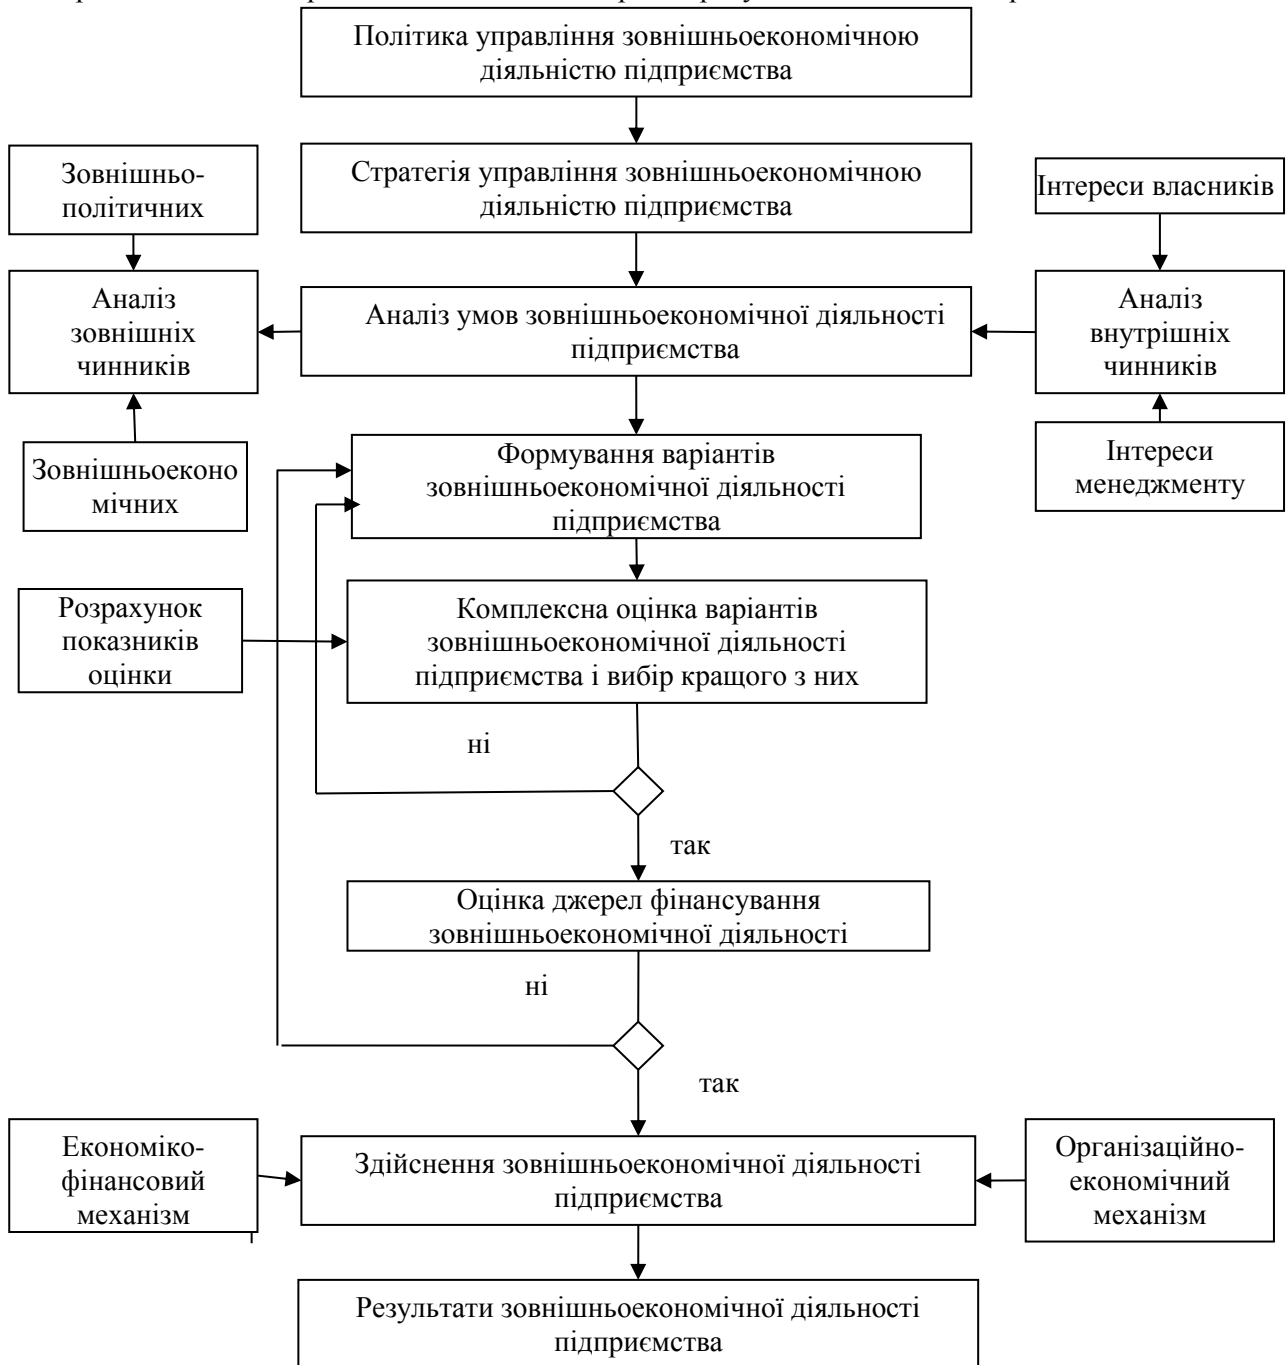 Політика управління зовнішньоекономічною
діяльністю підприємства
Зовнішньо-
політичних
Стратегія управління зовнішньоекономічною
діяльністю підприємства
Інтереси власників
Аналіз
зовнішніх
чинників
Аналіз умов зовнішньоекономічної діяльності
підприємства
Аналіз
внутрішніх
чинників
Зовнішньоеконо
мічних
Формування варіантів
зовнішньоекономічної діяльності
підприємства
Інтереси
менеджменту
Розрахунок
показників
оцінки
Комплексна оцінка варіантів
зовнішньоекономічної діяльності
підприємства і вибір кращого з них
ні
так
Оцінка джерел фінансування
зовнішньоекономічної діяльності
ні
так
Економіко-
фінансовий
механізм
Здійснення зовнішньоекономічної діяльності
підприємства
Організаційно-
економічний
механізм
Результати зовнішньоекономічної діяльності
підприємства